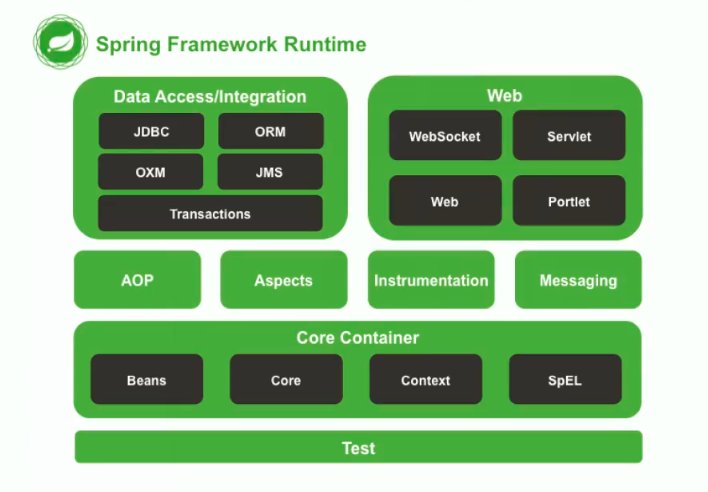 Spring Framework Runtime
Data Access/Integration
JDBC
ORM
OXM
JMS
Transactions
Web
WebSocket
Servlet
Web
Portlet
AOP
Aspects
Instrumentation
Messaging
Core Container
Beans
Core
Context
SpEL
Test